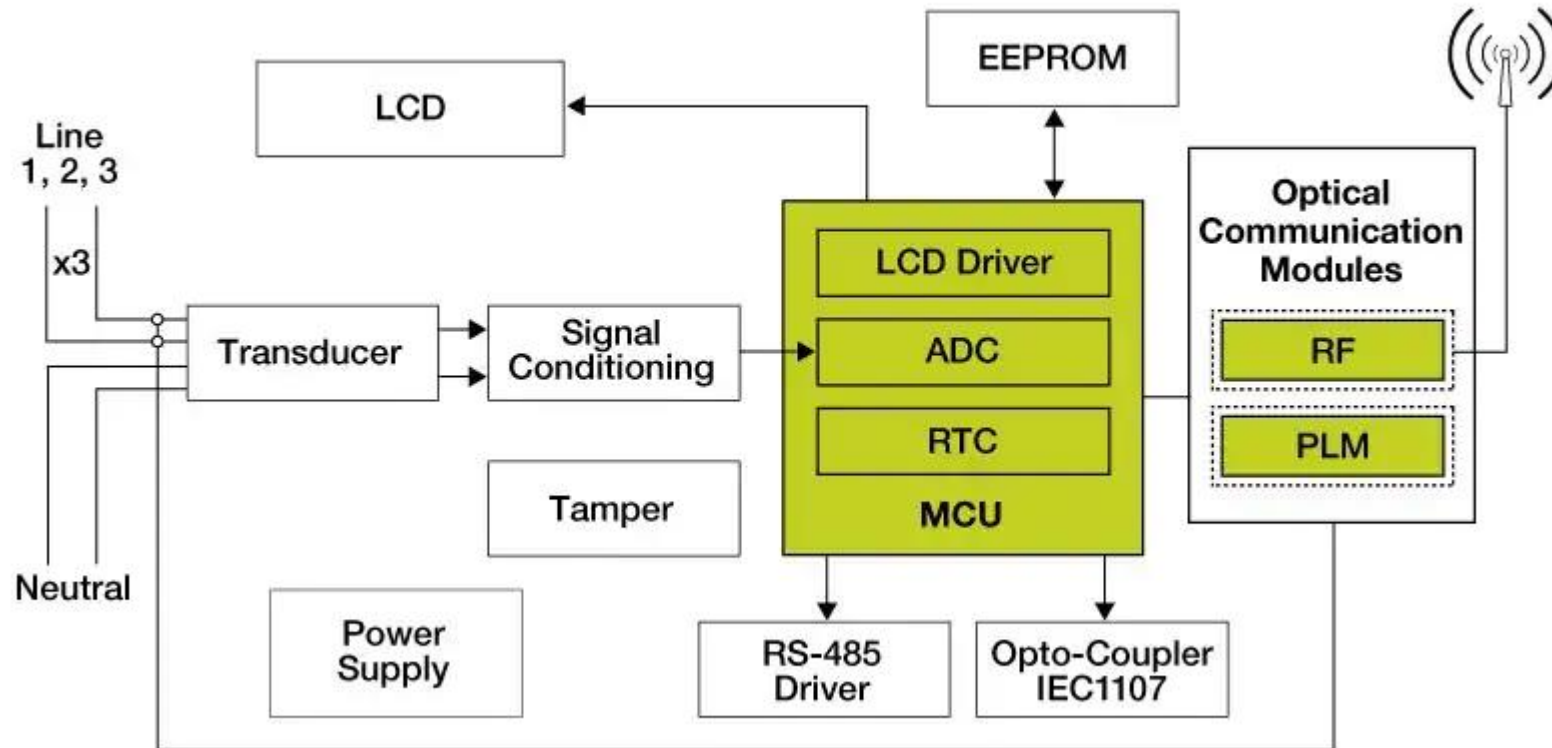 EEPROM
LCD
Line
1, 2, 3
x3
Optical
Communication
Modules
LCD Driver
Transducer
Signal
Conditioning
ADC
RF
RTC
PLM
Tamper
MCU
Neutral
Power
Supply
RS-485
Driver
Opto-Coupler
IEC1107